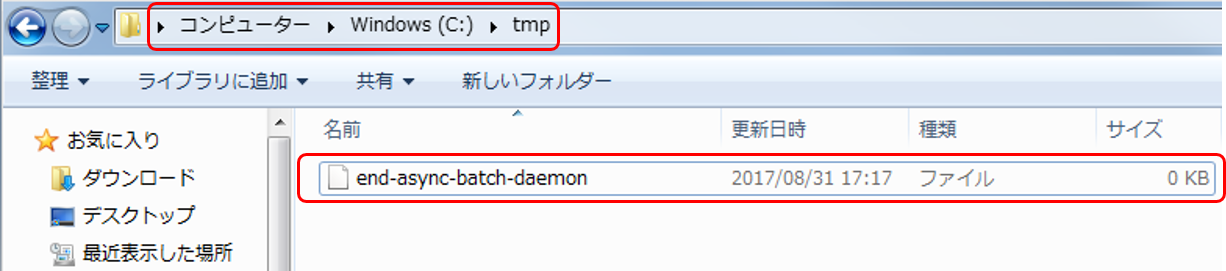 コンピューター ▶ Windows (C:) ▶ tmp
整理 ライブラリに追加 共有 新しいフォルダー
お気に入り
ダウンロード
デスクトップ
最近表示した場所
名前 更新日時 種類 サイズ
end-async-batch-daemon 2017/08/31 17:17 ファイル 0 KB